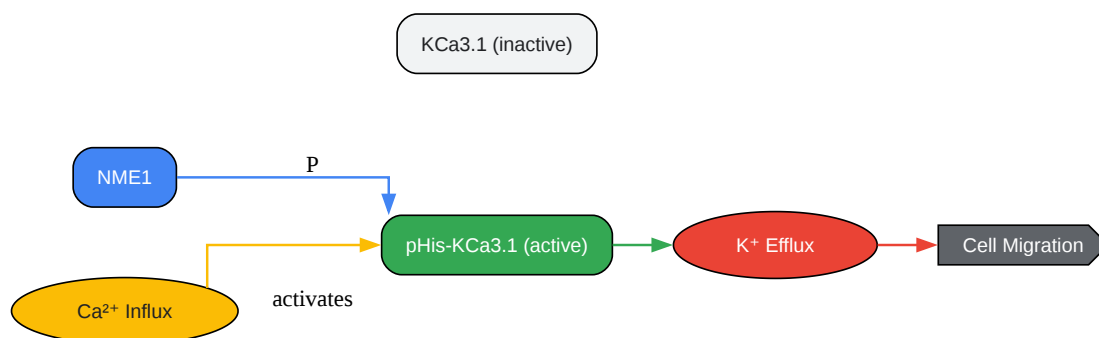 KCa3.1 (inactive)
NME1
P
pHis-KCa3.1 (active)
K⁺ Efflux
Cell Migration
activates
Ca²⁺ Influx